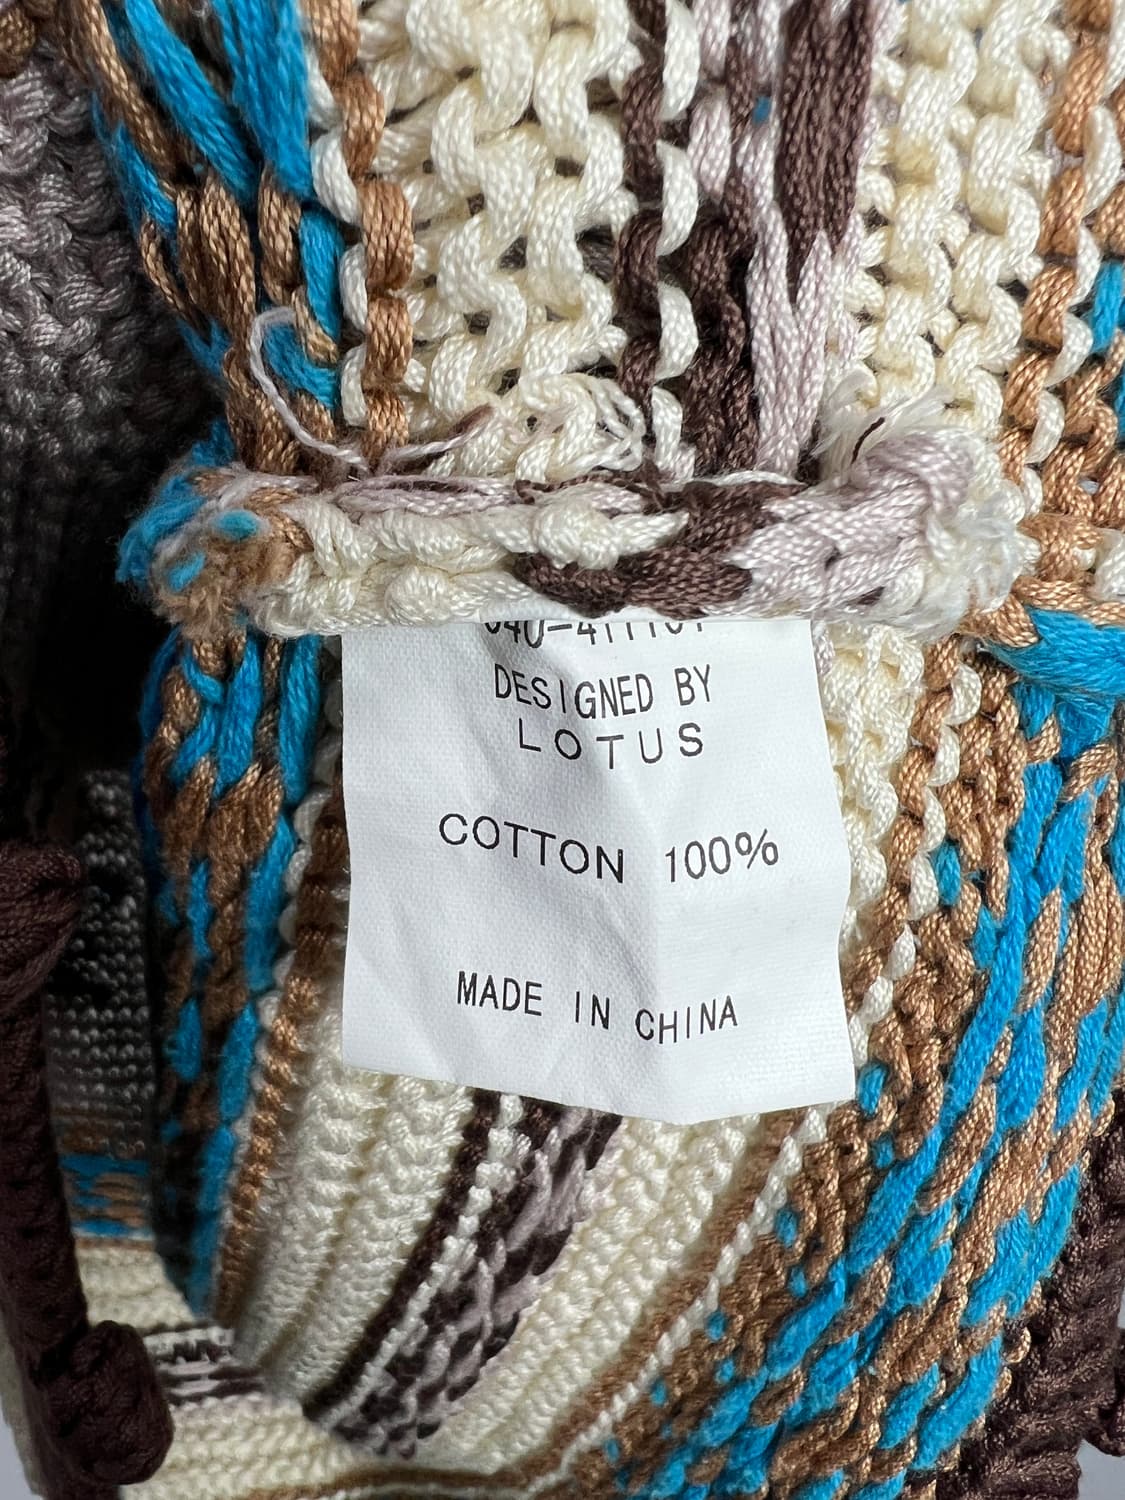 DESIGNED BY
LOTUS
COTTON 100%
MADE IN CHINA